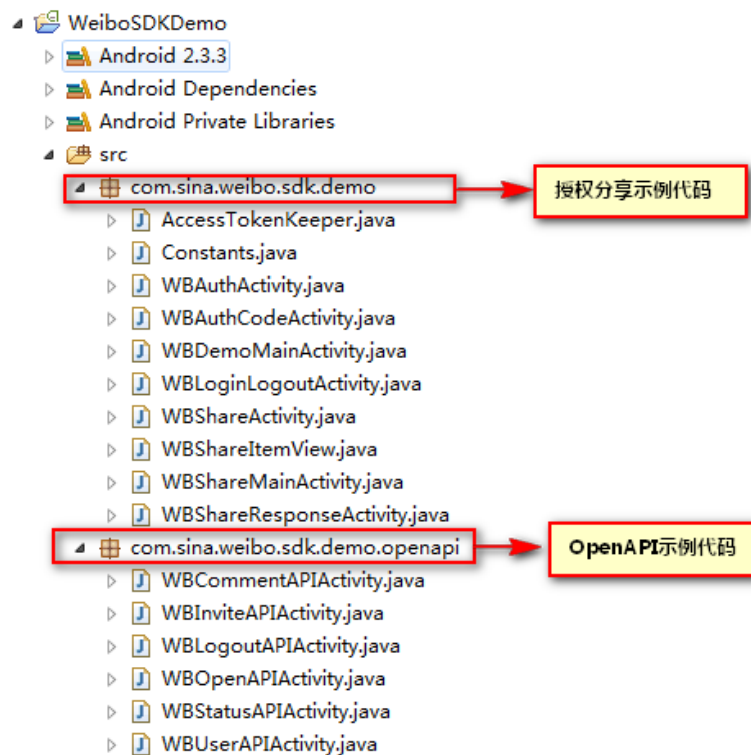 WeiboSDKDemo
Android 2.3.3
Android Dependencies
Android Private Libraries
src
com.sina.weibo.sdk.demo 授权分享示例代码
AccessTokenKeeper.java
Constants.java
WBAuthActivity.java
WBAuthCodeActivity.java
WBDemoMainActivity.java
WBLoginLogoutActivity.java
WBShareActivity.java
WBShareItemView.java
WBShareMainActivity.java
WBShareResponseActivity.java
com.sina.weibo.sdk.demo.openapi OpenAPI示例代码
WBCommentAPIActivity.java
WBInviteAPIActivity.java
WBLogoutAPIActivity.java
WBOpenAPIActivity.java
WBStatusAPIActivity.java
WBUserAPIActivity.java